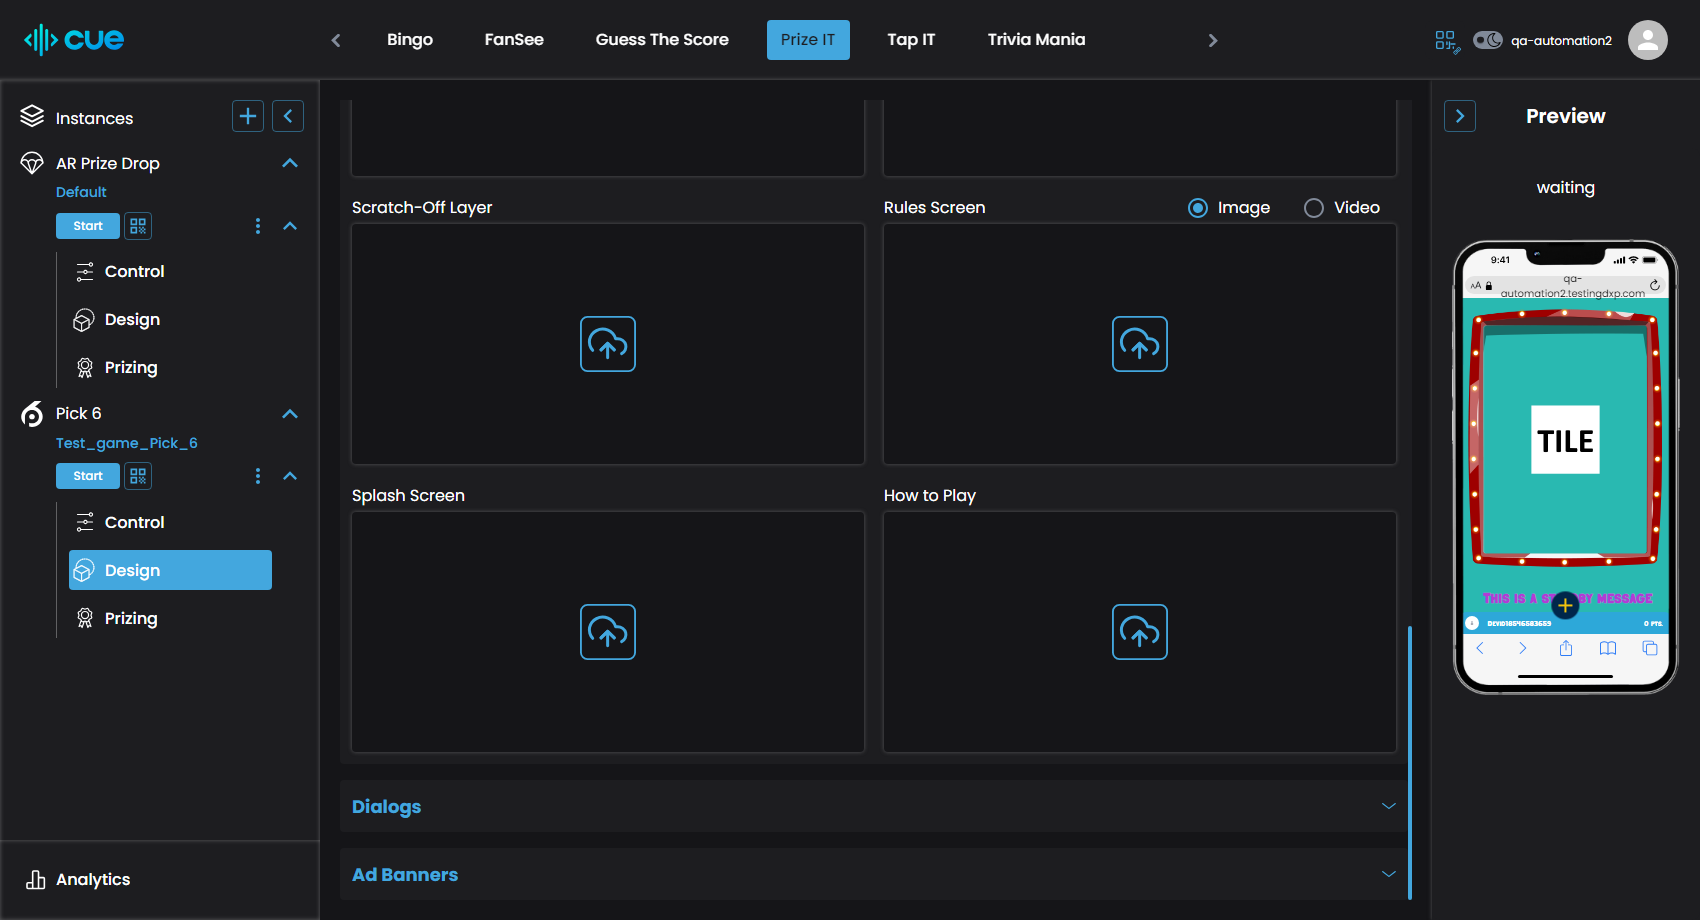 cue
Bingo
FanSee
Guess The Score
Prize IT
Tap IT
Trivia Mania
qa-automation2
Instances
AR Prize Drop
Default
Start
Control
Design
Prizing
Pick 6
Test_game_Pick_6
Start
Control
Design
Prizing
Analytics
Scratch-Off Layer
Rules Screen
Image
Video
Splash Screen
How to Play
Dialogs
Ad Banners
Preview
waiting
9:41
AA
qa-
automation2.testingdxp.com
TILE
THIS IS A BY MESSAGE
0 PTS.